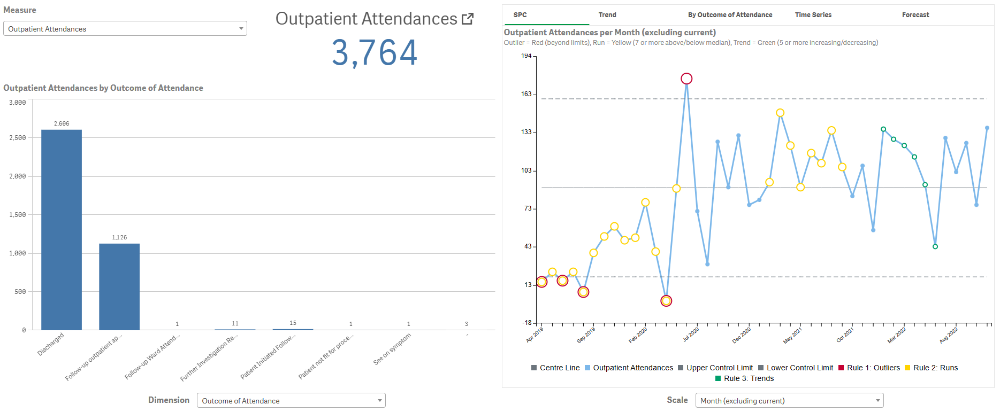 Measure
Outpatient Attendances
Outpatient Attendances
3,764
Outpatient Attendances by Outcome of Attendance
3,000
2,500
2,000
1,500
1,000
500
0
2,606
1,126
1
11
15
1
1
3
Discharged
Follow-up outpatient ap...
Follow-up Ward Attend...
Further Investigation Re...
Patient Initiated Follow...
Patient not fit for proce...
See on symptom
-
Dimension
Outcome of Attendance
SPC Trend By Outcome of Attendance Time Series Forecast
Outpatient Attendances per Month (excluding current)
Outlier = Red (beyond limits), Run = Yellow (7 or more above/below median), Trend = Green (5 or more increasing/decreasing)
194
163
133
103
73
43
13
-18
Apr 2019
Sep 2019
Feb 2020
Jul 2020
Dec 2020
May 2021
Oct 2021
Mar 2022
Aug 2022
Centre Line Outpatient Attendances Upper Control Limit Lower Control Limit Rule 1: Outliers Rule 2: Runs
Rule 3: Trends
Scale
Month (excluding current)